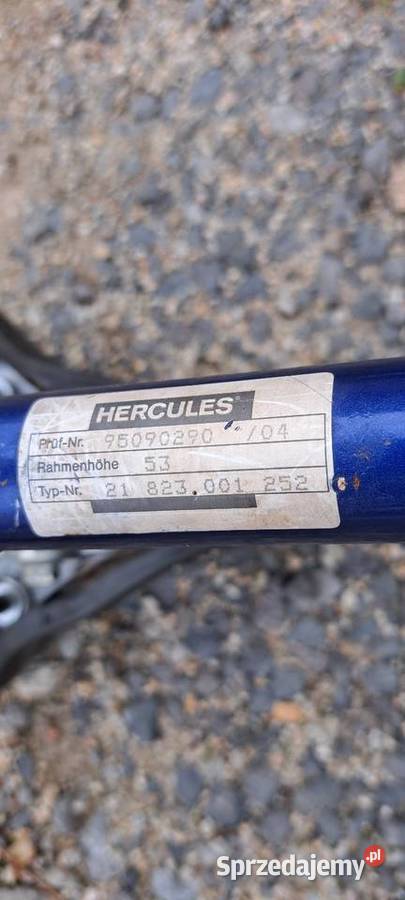 HERCULES
Prüf-Nr. 95090290 /04
Rahmenhöhe 53
Typ-Nr. 21 823.001 252
Sprzedajemy.pl